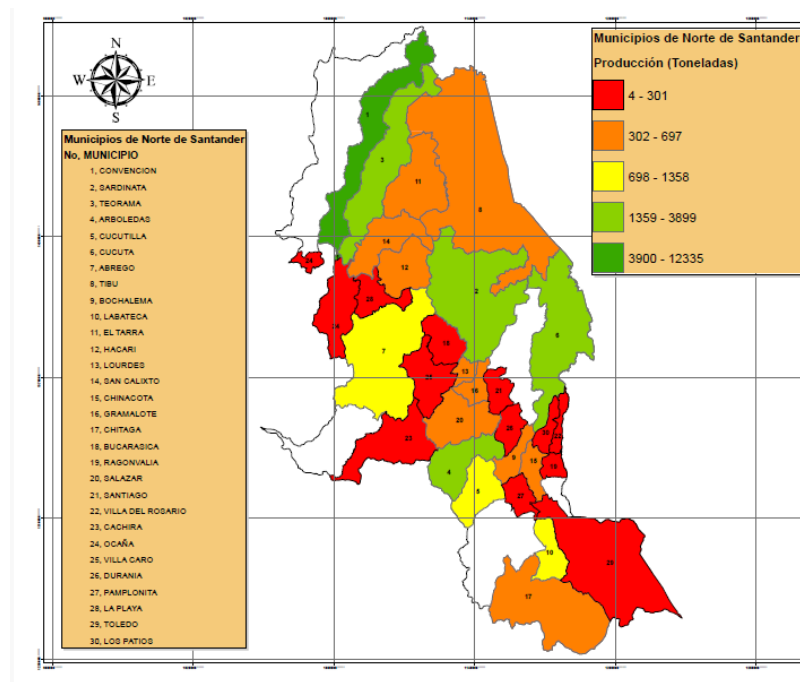 N
W
E
S
Municipios de Norte de Santander
No, MUNICIPIO
1, CONVENCION
2, SARDINATA
3, TEORAMA
4, ARBOLEDAS
5, CUCUTILLA
6, CUCUTA
7, ABREGO
8, TIBU
9, BOCHALEMA
10, LABATECA
11, EL TARRA
12, HACARI
13, LOURDES
14, SAN CALIXTO
15, CHINACOTA
16, GRAMALOTE
17, CHITAGA
18, BUCARASICA
19, RAGONVALIA
20, SALAZAR
21, SANTIAGO
22, VILLA DEL ROSARIO
23, CACHIRA
24, OCAÑA
25, VILLA CARO
26, DURANIA
27, PAMPLONITA
28, LA PLAYA
29, TOLEDO
30, LOS PATIOS
Municipios de Norte de Santander
Producción (Toneladas)
4 - 301
302 - 697
698 - 1358
1359 - 3899
3900 - 12335
1
3
11
8
14
12
2
7
6
13
16
21
20
23
4
9
15
27
10
17